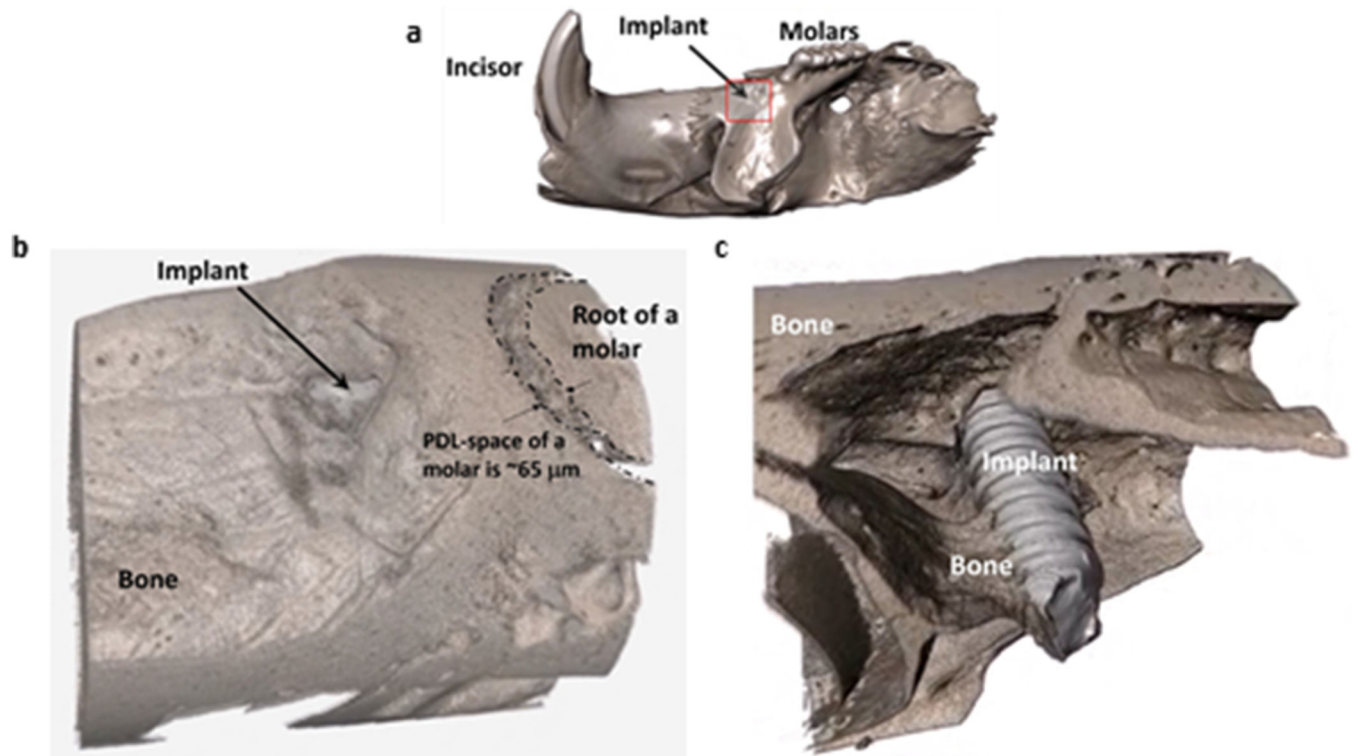 a
Implant
Molars
Incisor
b
Implant
Root of a
molar
PDL-space of a
molar is ~65 µm
Bone
c
Bone
Implant
Bone